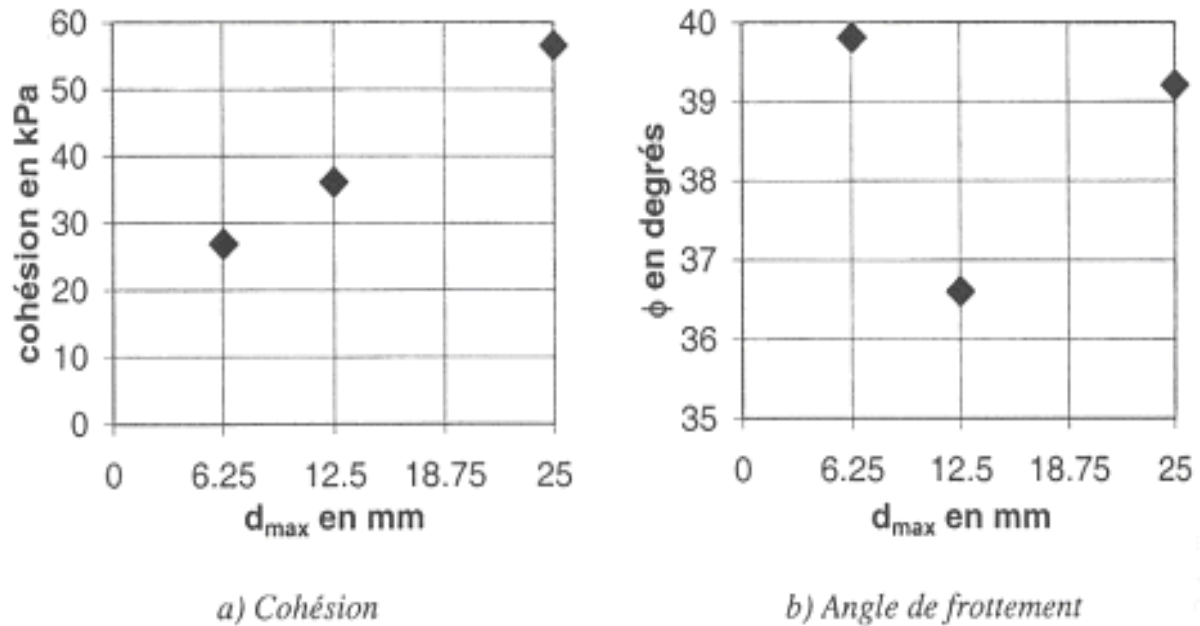 60
50
40
30
20
10
0
cohésion en kPa
0 6.25 12.5 18.75 25
d_max en mm
a) Cohésion
40
39
38
37
36
35
ϕ en degrés
0 6.25 12.5 18.75 25
d_max en mm
b) Angle de frottement